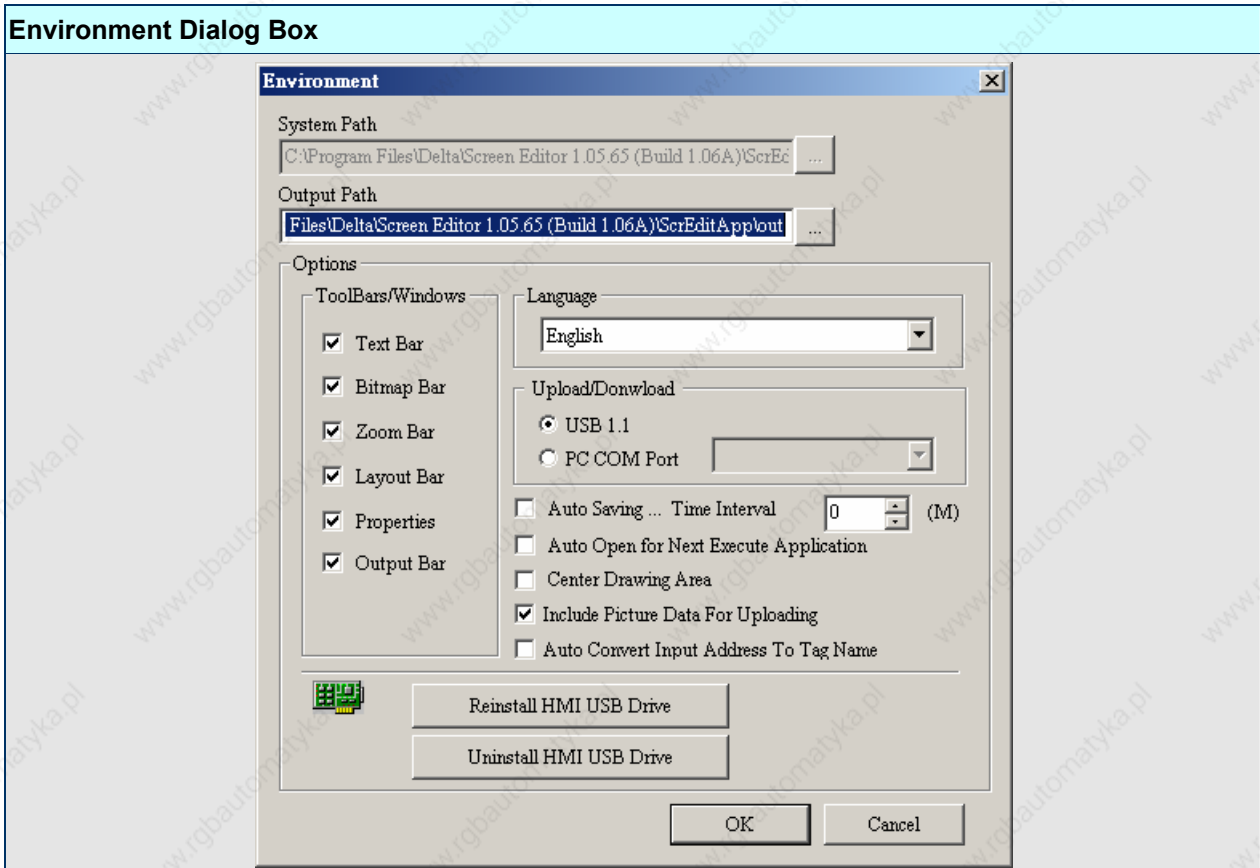 Environment Dialog Box
Environment
System Path
C:\Program Files\Delta\Screen Editor 1.05.65 (Build 1.06A)\ScrEd
...
Output Path
Files\Delta\Screen Editor 1.05.65 (Build 1.06A)\ScrEditApp\out
...
Options
ToolBars/Windows
Text Bar
Bitmap Bar
Zoom Bar
Layout Bar
Properties
Output Bar
Language
English
Upload/Donwload
USB 1.1
PC COM Port
Auto Saving ... Time Interval 0 (M)
Auto Open for Next Execute Application
Center Drawing Area
Include Picture Data For Uploading
Auto Convert Input Address To Tag Name
Reinstall HMI USB Drive
Uninstall HMI USB Drive
OK Cancel
www.rgbautomatyka.pl